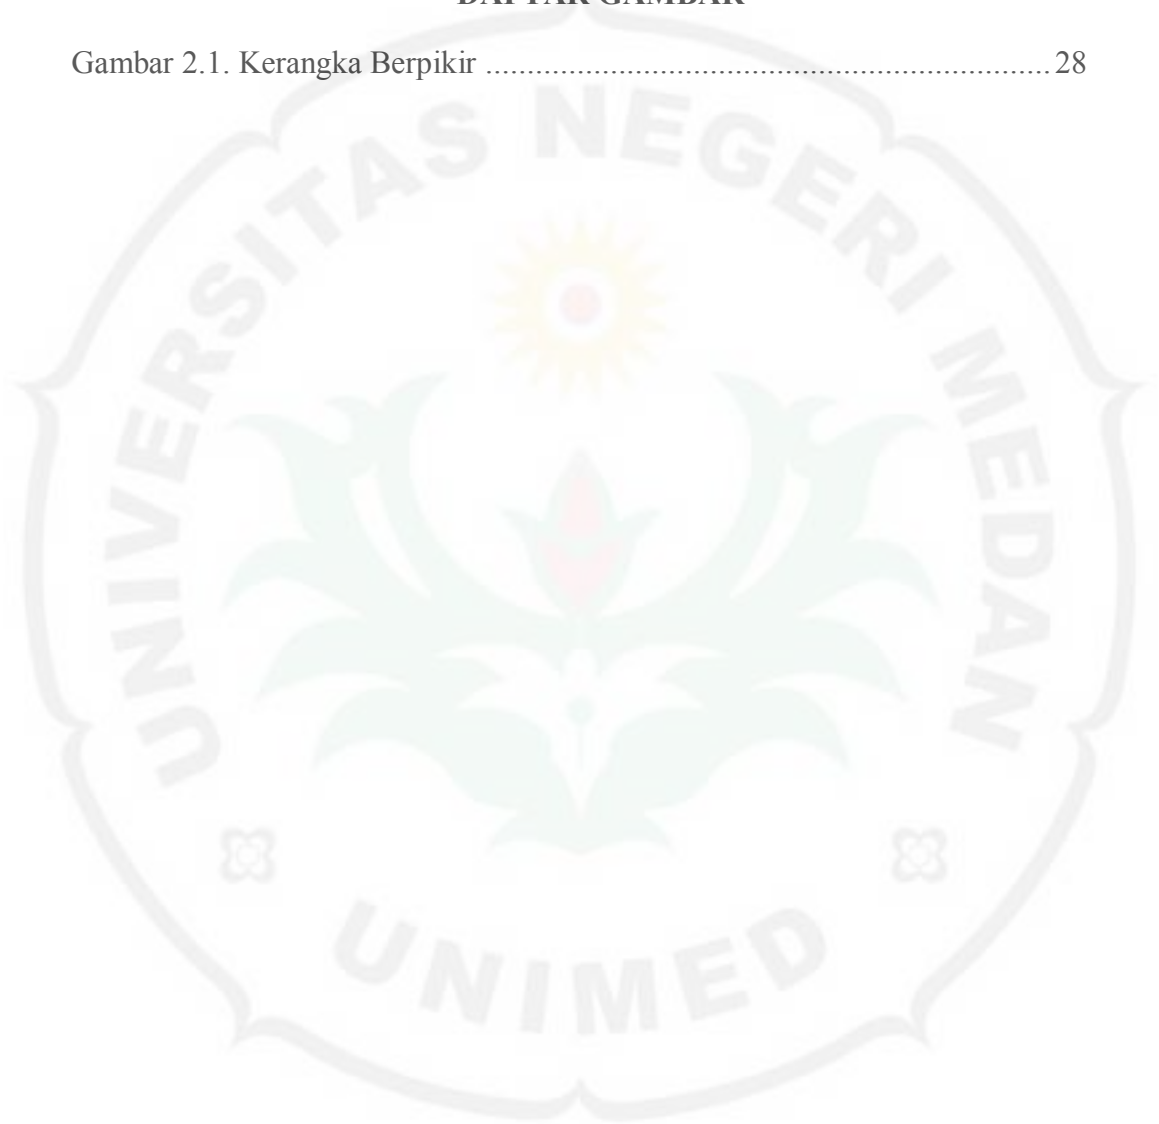 DAFTAR GAMBAR
Gambar 2.1. Kerangka Berpikir ..................................................................... 28
UNIVERSITAS NEGERI MEDAN
UNIMED